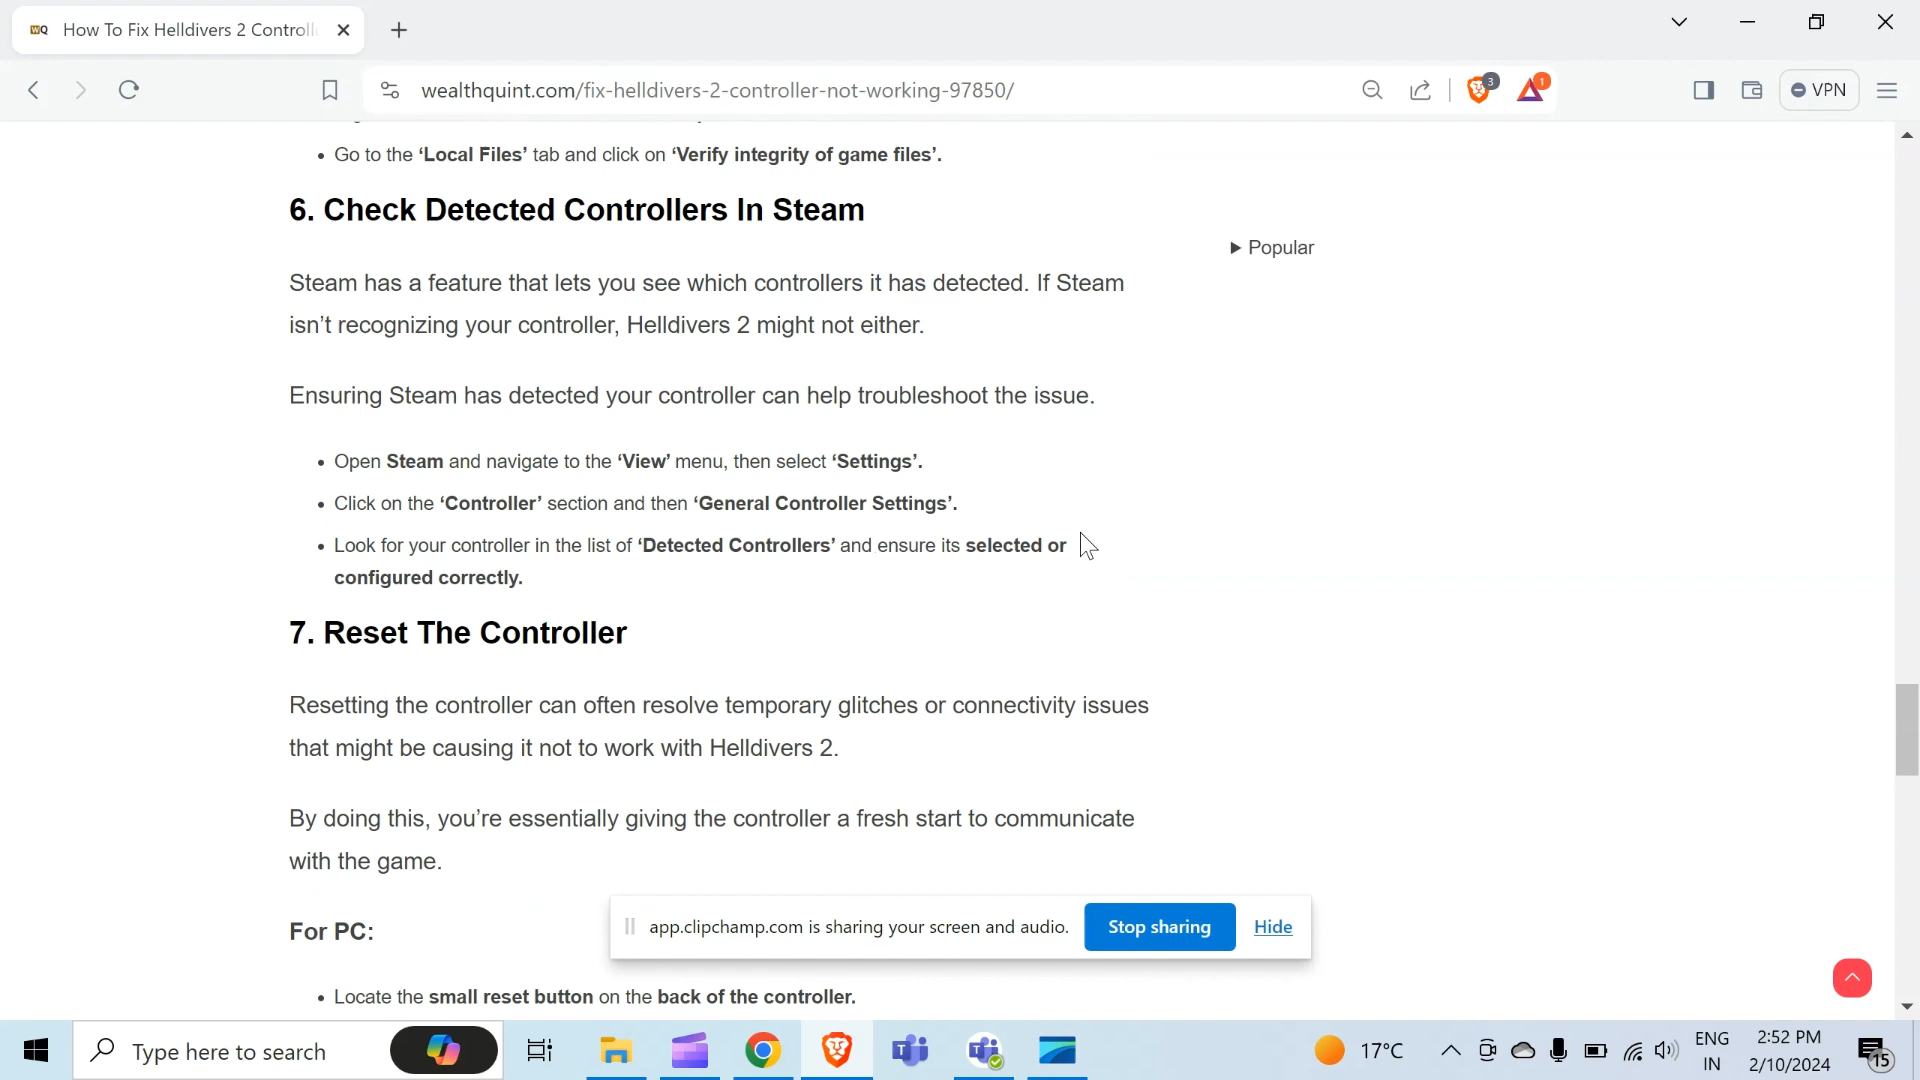 How To Fix Helldivers 2 Controll
wealthquint.com/fix-helldivers-2-controller-not-working-97850/
3
1
VPN
• Go to the ‘Local Files’ tab and click on ‘Verify integrity of game files’.
6. Check Detected Controllers In Steam
▶ Popular
Steam has a feature that lets you see which controllers it has detected. If Steam
isn’t recognizing your controller, Helldivers 2 might not either.
Ensuring Steam has detected your controller can help troubleshoot the issue.
• Open Steam and navigate to the ‘View’ menu, then select ‘Settings’.
• Click on the ‘Controller’ section and then ‘General Controller Settings’.
• Look for your controller in the list of ‘Detected Controllers’ and ensure its selected or
configured correctly.
7. Reset The Controller
Resetting the controller can often resolve temporary glitches or connectivity issues
that might be causing it not to work with Helldivers 2.
By doing this, you’re essentially giving the controller a fresh start to communicate
with the game.
For PC:
app.clipchamp.com is sharing your screen and audio.
Stop sharing
Hide
• Locate the small reset button on the back of the controller.
Type here to search
17°C
ENG
IN
2:52 PM
2/10/2024
15